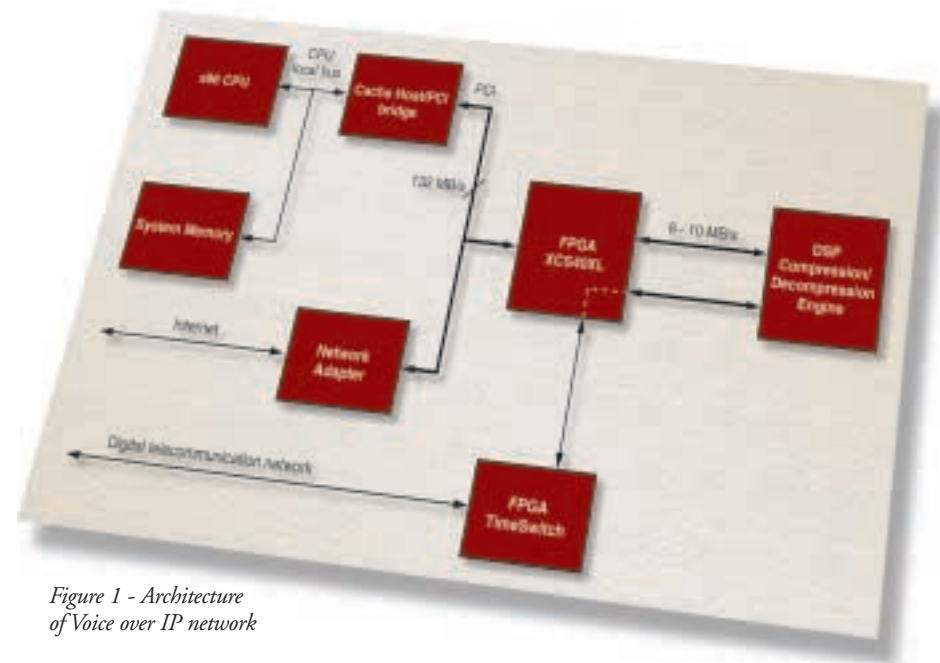 x86 CPU
CPU
local bus
Cache Host/PCI
bridge
PCI
132 MB/s
System Memory
FPGA
XCS40XL
8 - 10 MB/s
DSP
Compression/
Decompression
Engine
Internet
Network
Adapter
Digital telecommunication network
FPGA
TimeSwitch
Figure 1 - Architecture
of Voice over IP network